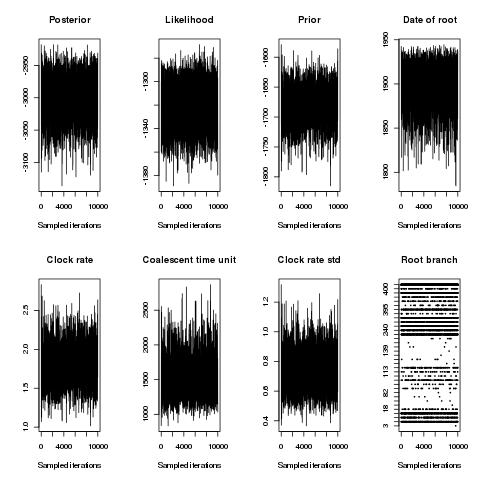 Posterior Likelihood Prior Date of root
-3100 -3050 -3000 -2950
-1380 -1340 -1300
-1800 -1750 -1700 -1650 -1600
1800 1850 1900 1950
0 4000 10000 0 4000 10000 0 4000 10000 0 4000 10000
Sampled iterations Sampled iterations Sampled iterations Sampled iterations
Clock rate Coalescent time unit Clock rate std Root branch
1.0 1.5 2.0 2.5
1000 1500 2000 2500
0.4 0.6 0.8 1.0 1.2
3 18 82 113 139 240 395 400
0 4000 10000 0 4000 10000 0 4000 10000 0 4000 10000
Sampled iterations Sampled iterations Sampled iterations Sampled iterations